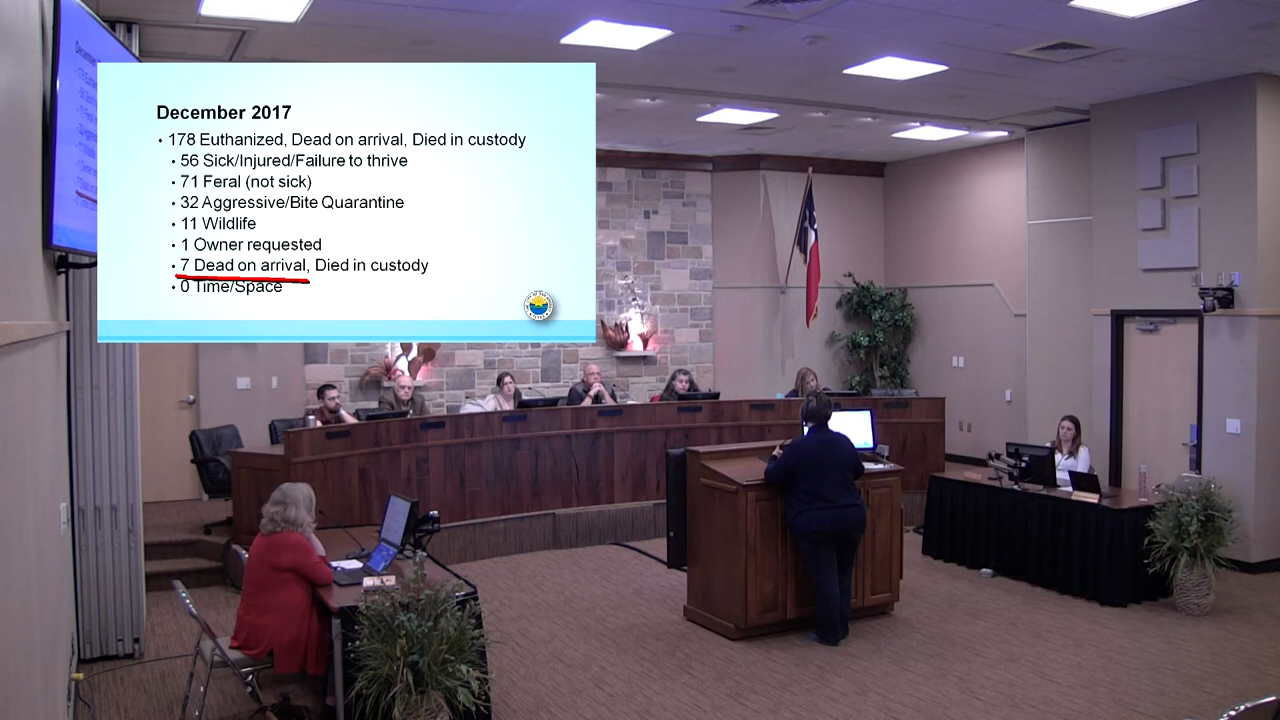 December 2017
• 178 Euthanized, Dead on arrival, Died in custody
• 56 Sick/Injured/Failure to thrive
• 71 Feral (not sick)
• 32 Aggressive/Bite Quarantine
• 11 Wildlife
• 1 Owner requested
• 7 Dead on arrival, Died in custody
• 0 Time/Space